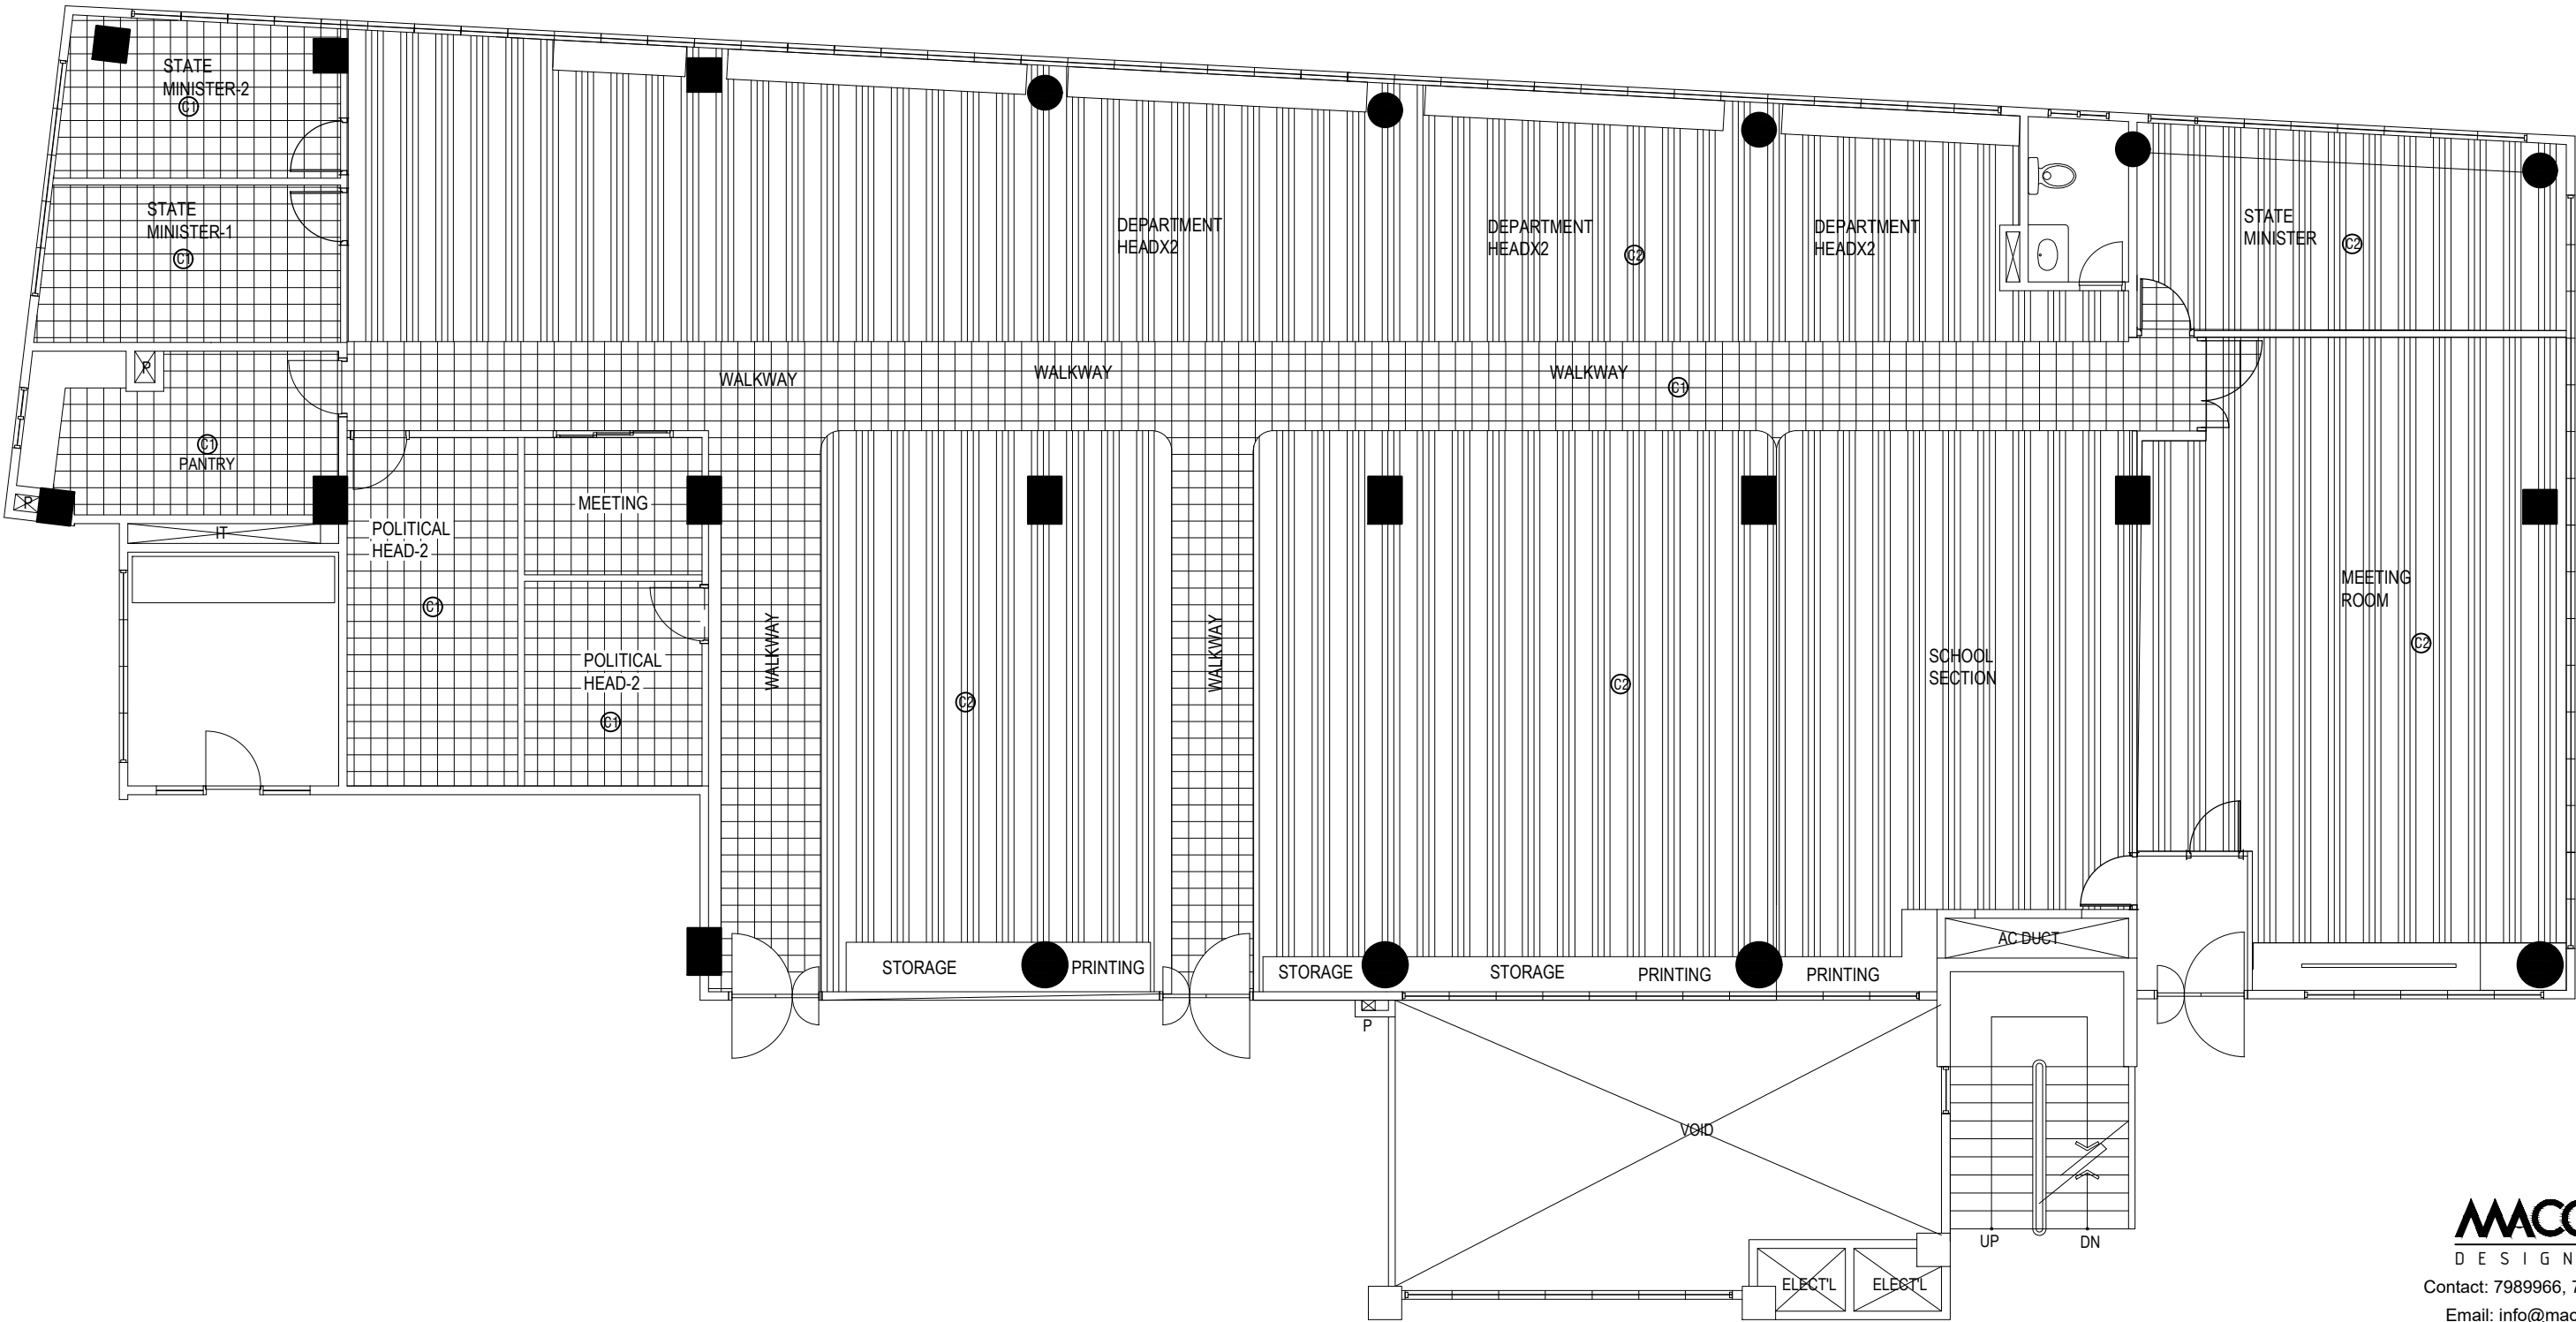 STATE
MINISTER-2
C1
STATE
MINISTER-1
C1
DEPARTMENT
HEADX2
DEPARTMENT
HEADX2
C2
DEPARTMENT
HEADX2
STATE
MINISTER
C2
P
WALKWAY
WALKWAY
WALKWAY
C1
C1
PANTRY
P
IT
POLITICAL
HEAD-2
C1
MEETING
POLITICAL
HEAD-2
C1
WALKWAY
C2
WALKWAY
C2
SCHOOL
SECTION
MEETING
ROOM
C2
STORAGE
PRINTING
STORAGE
STORAGE
PRINTING
PRINTING
AC DUCT
P
VOID
UP
DN
ELECT'L
ELECT'L
DESIGN
Contact: 7989966, 7
Email: info@mac